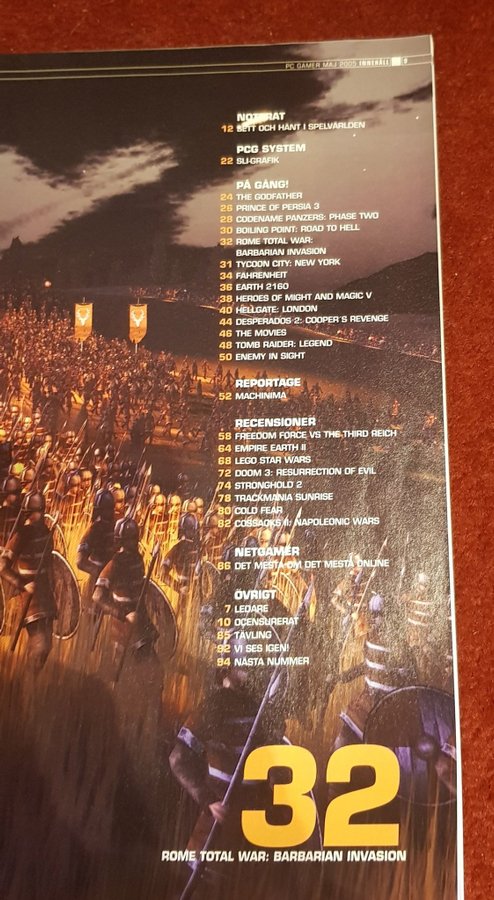 PC GAMER MAJ 2005 INNEHÅLL 9
NOTERAT
12 SETT OCH HÄNT I SPELVÄRLDEN
PCG SYSTEM
22 SLI-GRAFIK
PÅ GÅNG!
24 THE GODFATHER
26 PRINCE OF PERSIA 3
28 CODENAME PANZERS: PHASE TWO
30 BOILING POINT: ROAD TO HELL
32 ROME TOTAL WAR:
BARBARIAN INVASION
31 TYCOON CITY: NEW YORK
34 FAHRENHEIT
36 EARTH 2160
38 HEROES OF MIGHT AND MAGIC V
40 HELLGATE: LONDON
44 DESPERADOS 2: COOPER´S REVENGE
46 THE MOVIES
48 TOMB RAIDER: LEGEND
50 ENEMY IN SIGHT
REPORTAGE
52 MACHINIMA
RECENSIONER
58 FREEDOM FORCE VS THE THIRD REICH
64 EMPIRE EARTH II
68 LEGO STAR WARS
72 DOOM 3: RESURRECTION OF EVIL
74 STRONGHOLD 2
78 TRACKMANIA SUNRISE
80 COLD FEAR
82 COSSACKS II: NAPOLEONIC WARS
NETGAMER
86 DET MESTA OM DET MESTA ONLINE
ÖVRIGT
7 LEDARE
10 OCENSURERAT
85 TÄVLING
92 VI SES IGEN!
94 NÄSTA NUMMER
32
ROME TOTAL WAR: BARBARIAN INVASION